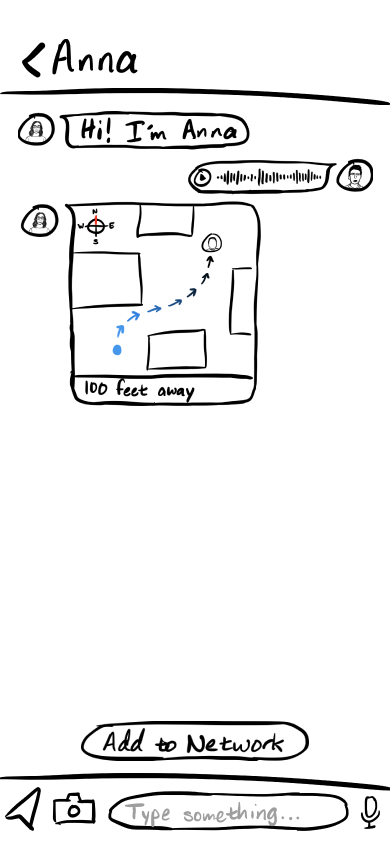 Anna
Hi! I'm Anna
N
W E
S
100 feet away
Add to Network
Type something...